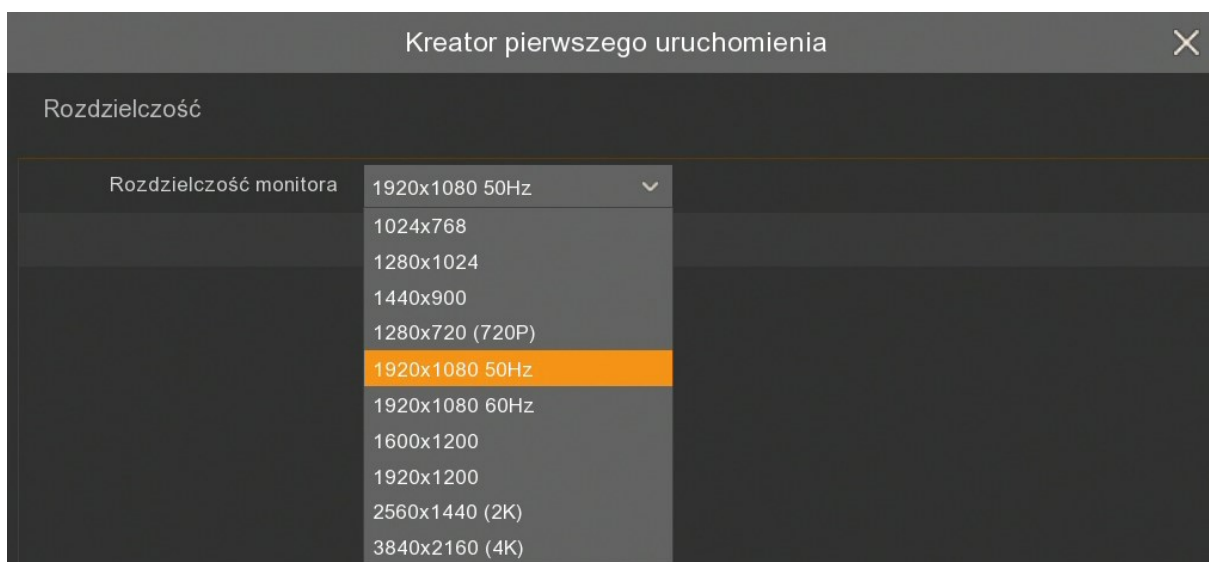 Kreator pierwszego uruchomienia
Rozdzielczość
Rozdzielczość monitora 1920x1080 50Hz
1024x768
1280x1024
1440x900
1280x720 (720P)
1920x1080 50Hz
1920x1080 60Hz
1600x1200
1920x1200
2560x1440 (2K)
3840x2160 (4K)